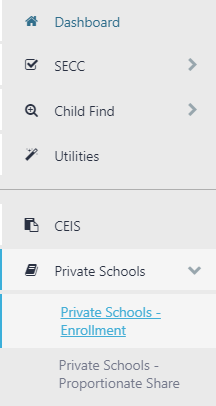 Dashboard
SECC
Child Find
Utilities
CEIS
Private Schools
Private Schools -
Enrollment
Private Schools -
Proportionate Share